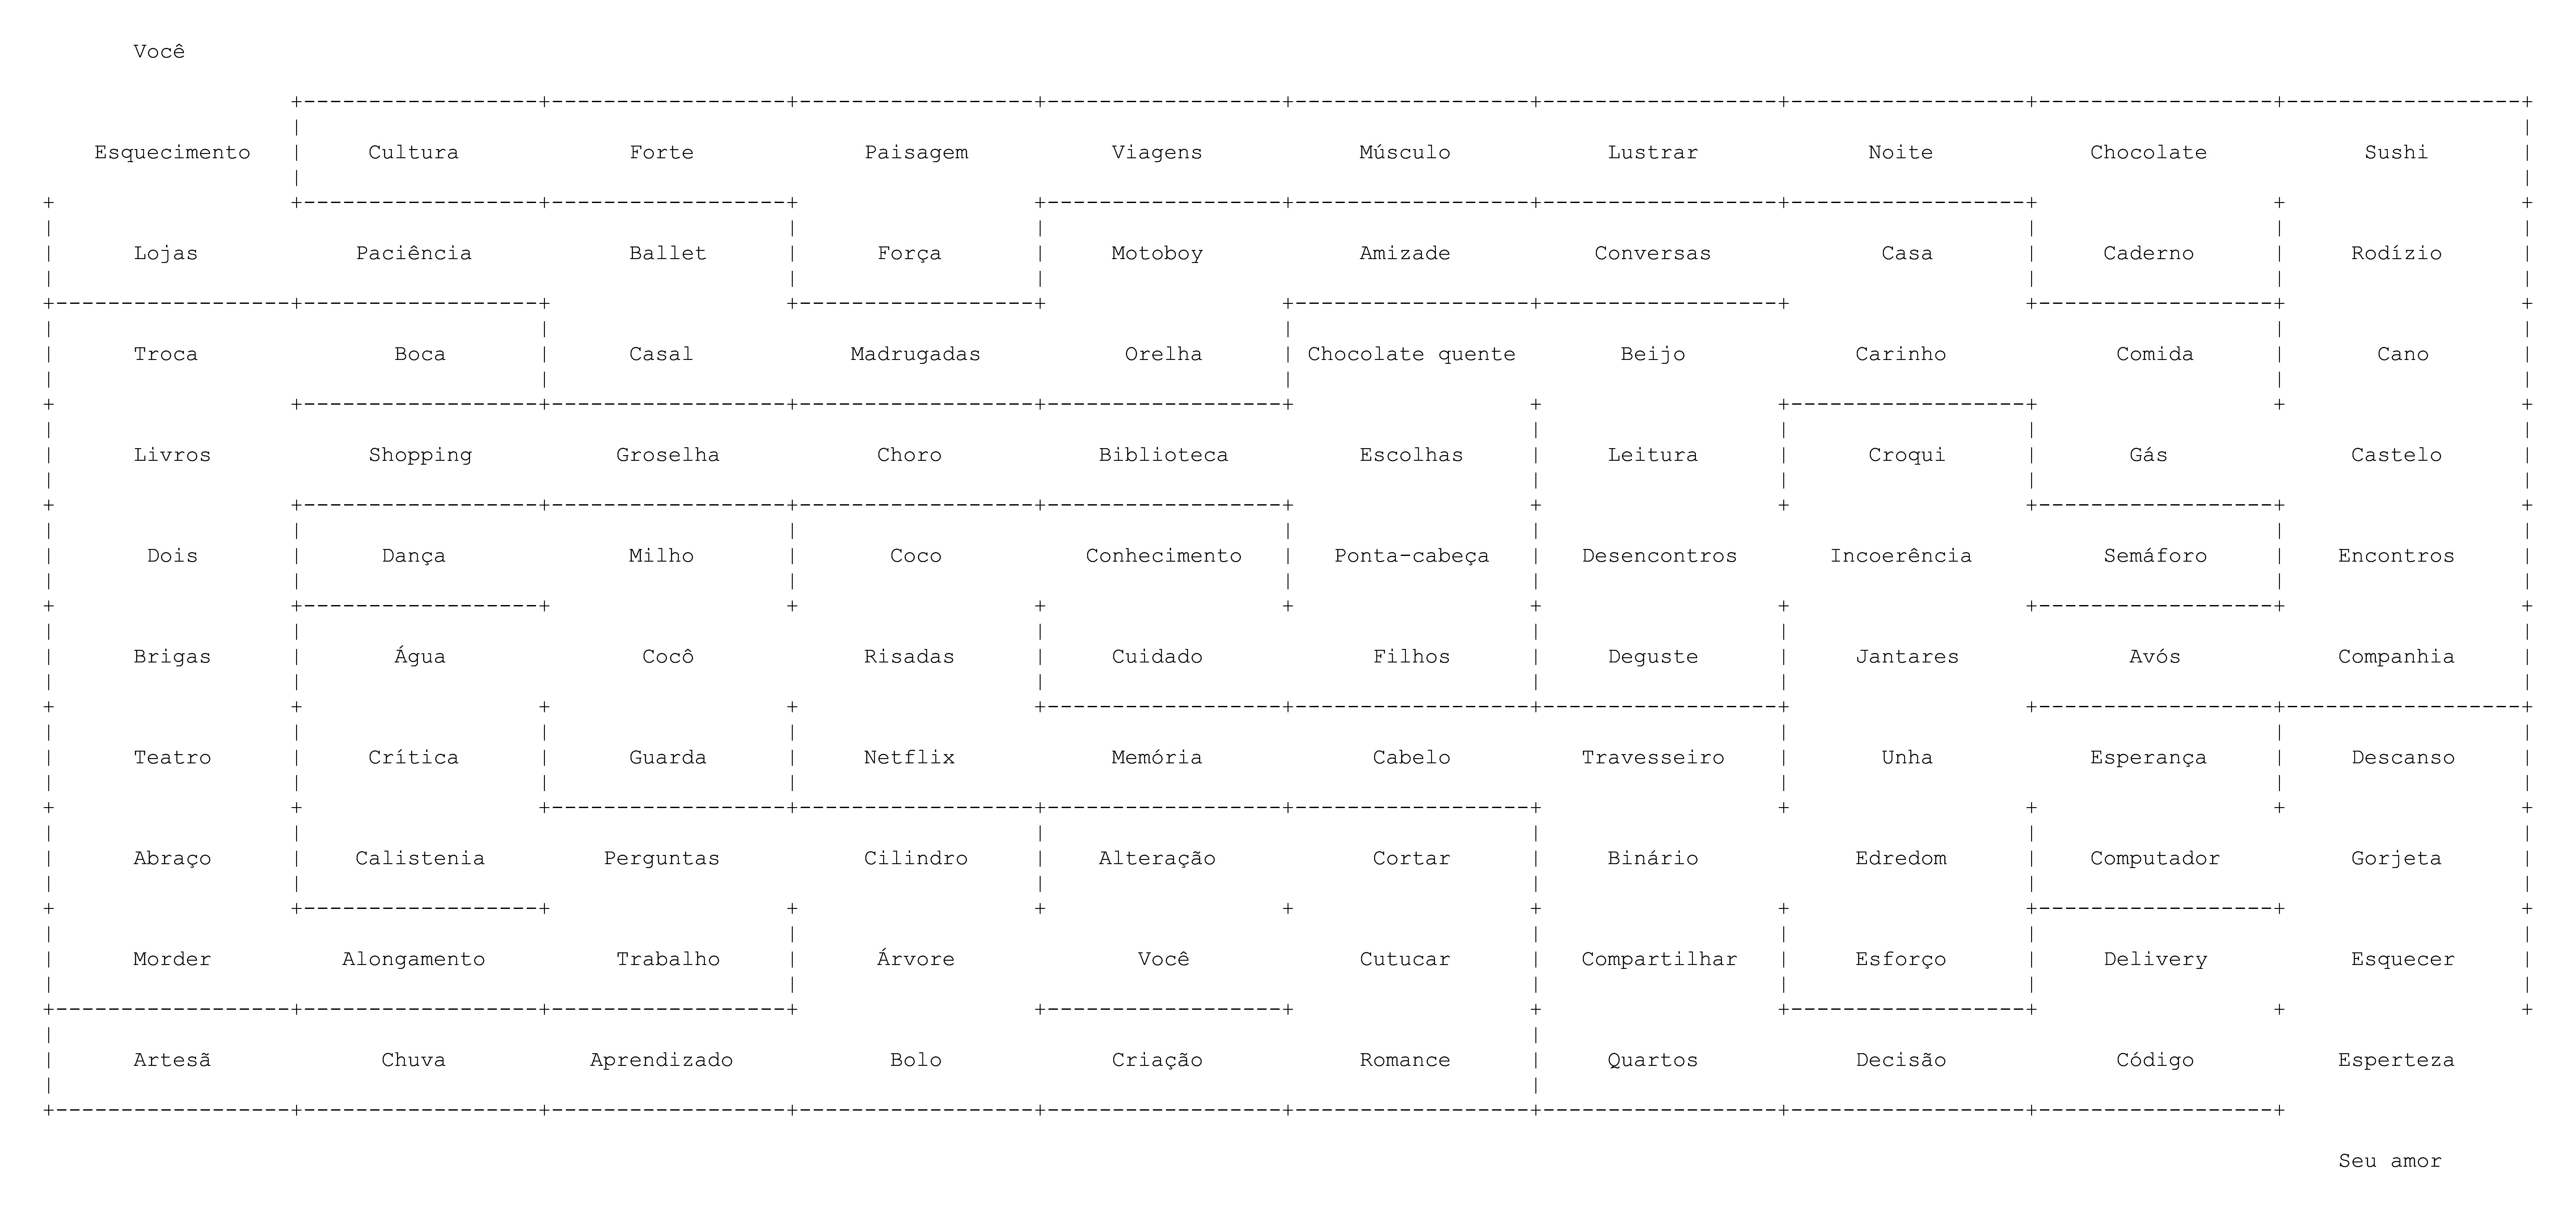 Você
Esquecimento Cultura Forte Paisagem Viagens Músculo Lustrar Noite Chocolate Sushi
Lojas Paciência Ballet Força Motoboy Amizade Conversas Casa Caderno Rodízio
Troca Boca Casal Madrugadas Orelha Chocolate quente Beijo Carinho Comida Cano
Livros Shopping Groselha Choro Biblioteca Escolhas Leitura Croqui Gás Castelo
Dois Dança Milho Coco Conhecimento Ponta-cabeça Desencontros Incoerência Semáforo Encontros
Brigas Água Cocô Risadas Cuidado Filhos Deguste Jantares Avós Companhia
Teatro Crítica Guarda Netflix Memória Cabelo Travesseiro Unha Esperança Descanso
Abraço Calistenia Perguntas Cilindro Alteração Cortar Binário Edredom Computador Gorjeta
Morder Alongamento Trabalho Árvore Você Cutucar Compartilhar Esforço Delivery Esquecer
Artesã Chuva Aprendizado Bolo Criação Romance Quartos Decisão Código Esperteza
Seu amor